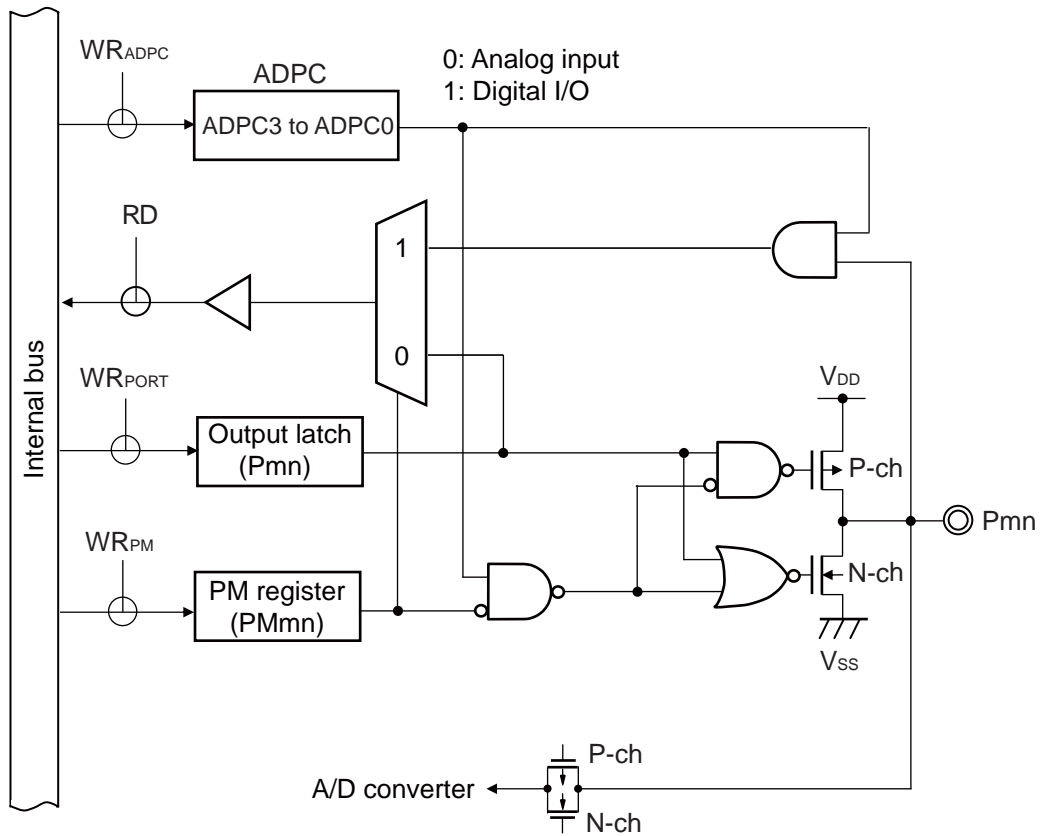 WRADPC
ADPC
0: Analog input
1: Digital I/O
ADPC3 to ADPC0
RD
1
0
Internal bus
WRPORT
Output latch
(Pmn)
VDD
P-ch
Pmn
WRPM
PM register
(PMmn)
N-ch
VSS
P-ch
A/D converter
N-ch